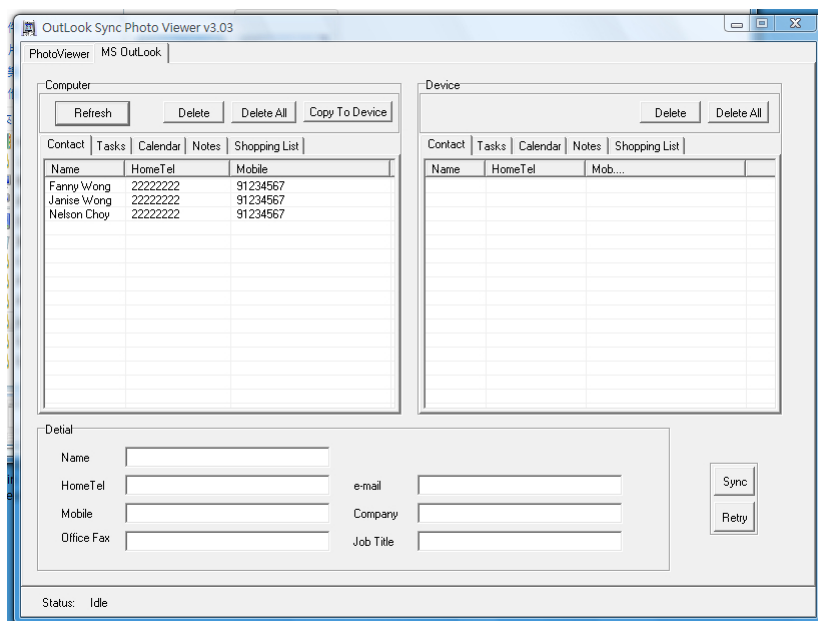 OutLook Sync Photo Viewer v3.03
PhotoViewer MS OutLook
Computer
Refresh Delete Delete All Copy To Device
Contact Tasks Calendar Notes Shopping List
Name HomeTel Mobile
Fanny Wong 22222222 91234567
Janise Wong 22222222 91234567
Nelson Choy 22222222 91234567
Device
Delete Delete All
Contact Tasks Calendar Notes Shopping List
Name HomeTel Mob....
Detial
Name
HomeTel e-mail
Mobile Company
Office Fax Job Title
Sync
Retry
Status: Idle